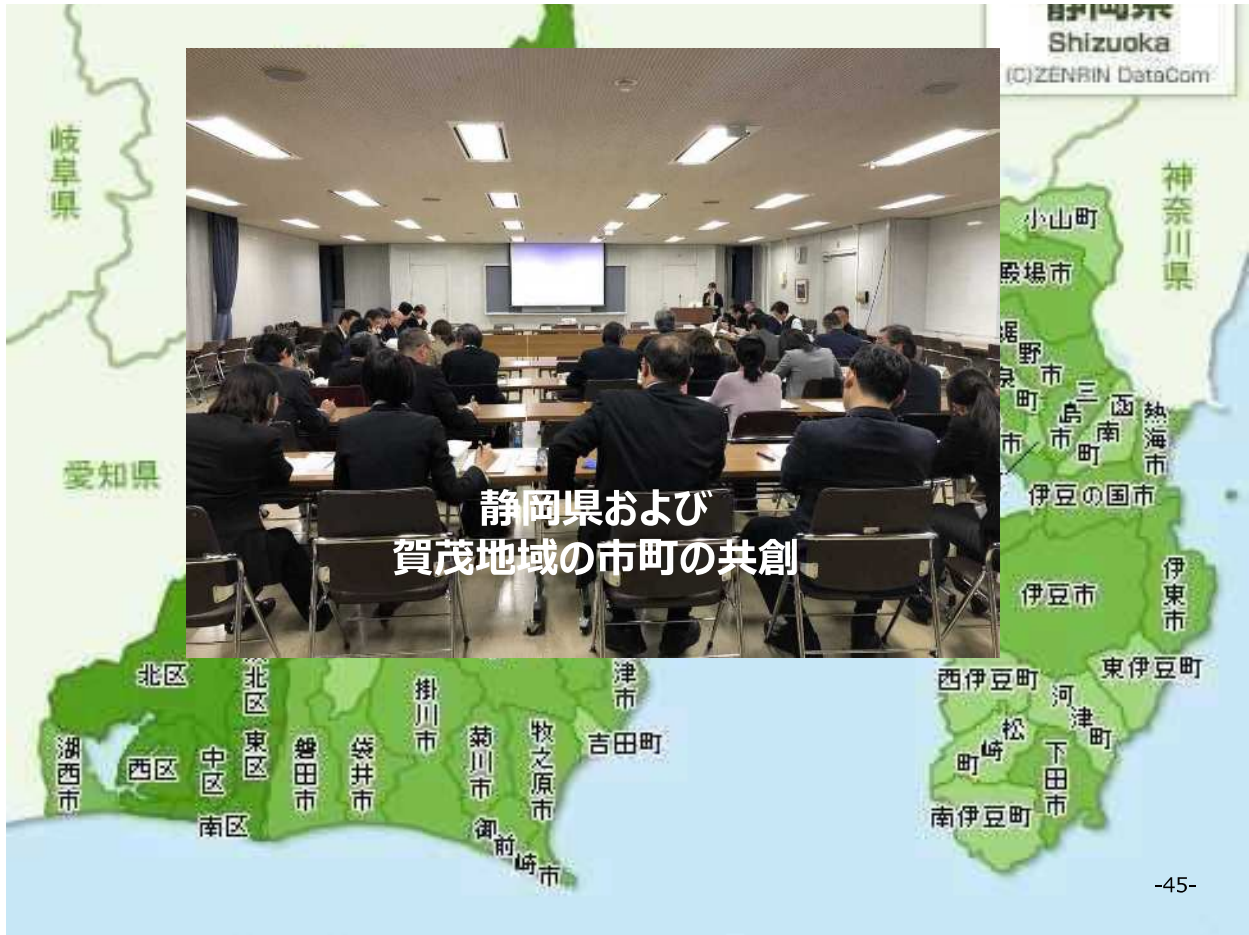 静岡県
Shizuoka
(C)ZENRIN DataCom
岐阜県
神奈川県
小山町
殿場市
裾野市
泉町
三島市
函南町
熱海市
市
愛知県
伊豆の国市
静岡県および
賀茂地域の市町の共創
伊豆市
伊東市
北区
北区
掛川市
津市
西伊豆町
河津町
東伊豆町
湖西市
西区
中区
東区
磐田市
袋井市
菊川市
牧之原市
吉田町
松崎町
下田市
南区
御前崎市
南伊豆町
-45-